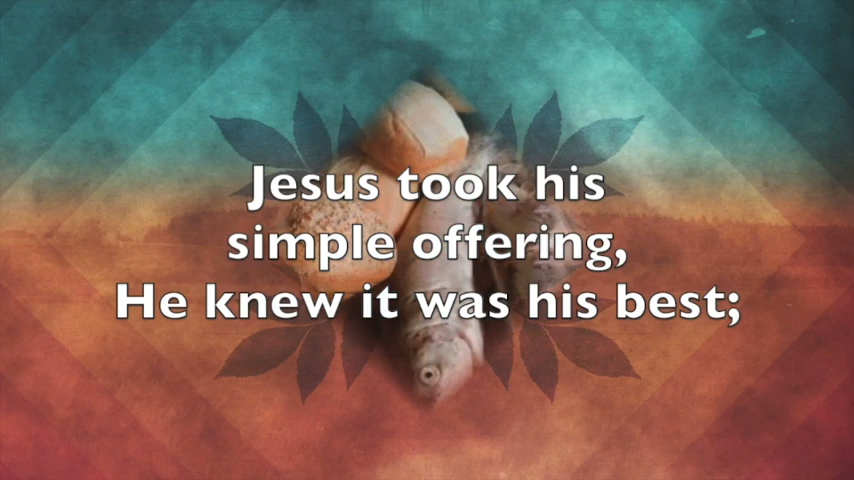 Jesus took his
simple offering,
He knew it was his best;